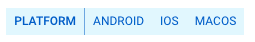 PLATFORM ANDROID IOS MACOS